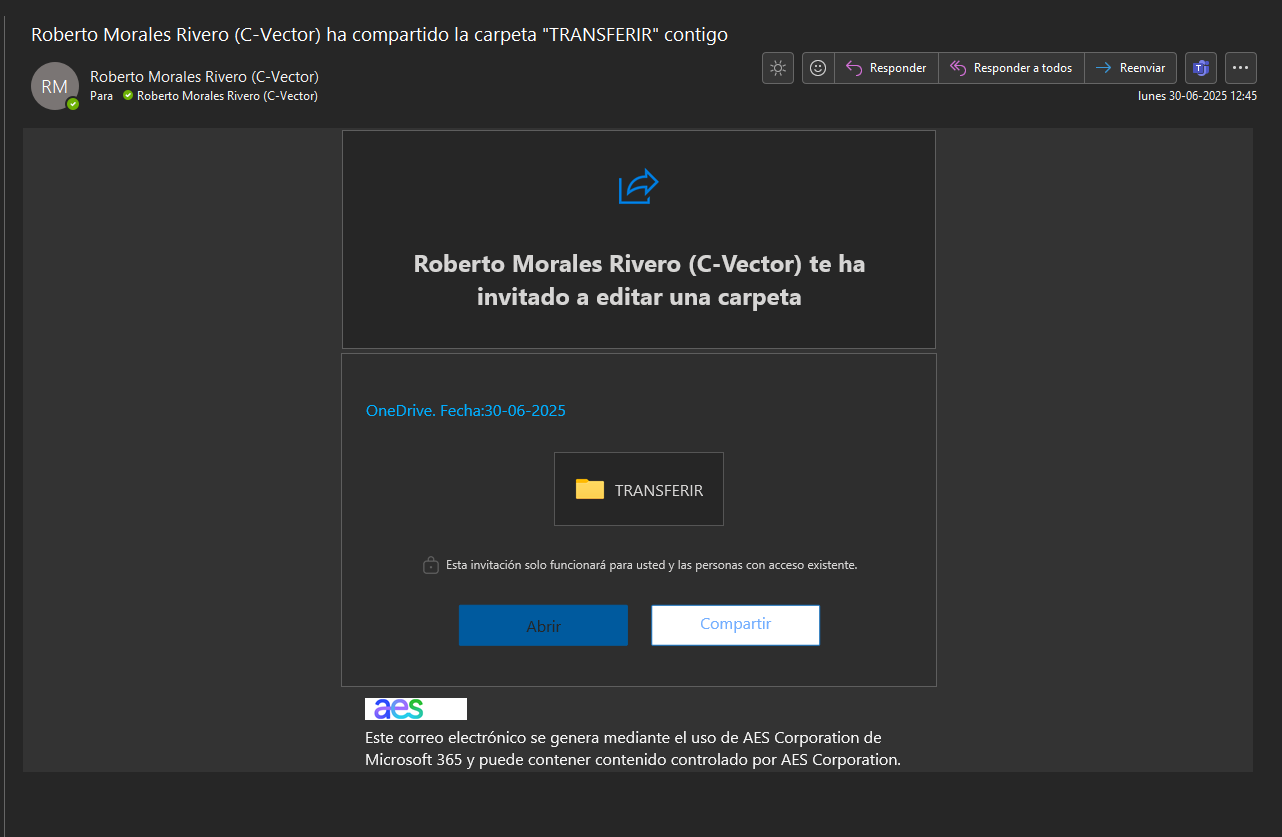 Roberto Morales Rivero (C-Vector) ha compartido la carpeta "TRANSFERIR" contigo
RM
Roberto Morales Rivero (C-Vector)
Para Roberto Morales Rivero (C-Vector)
Responder
Responder a todos
Reenviar
lunes 30-06-2025 12:45
Roberto Morales Rivero (C-Vector) te ha
invitado a editar una carpeta
OneDrive. Fecha:30-06-2025
TRANSFERIR
Esta invitación solo funcionará para usted y las personas con acceso existente.
Abrir
Compartir
aes
Este correo electrónico se genera mediante el uso de AES Corporation de
Microsoft 365 y puede contener contenido controlado por AES Corporation.